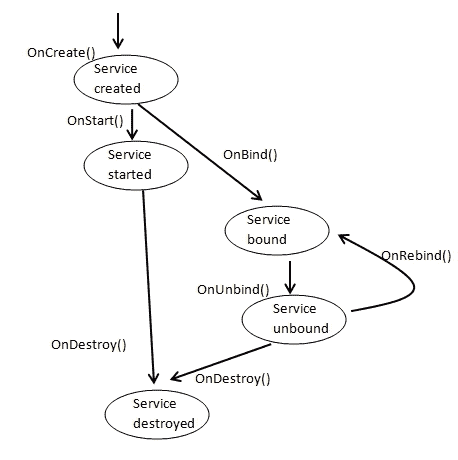 OnCreate()
Service
created
OnStart()
Service
started
OnBind()
Service
bound
OnRebind()
OnUnbind()
Service
unbound
OnDestroy()
OnDestroy()
Service
destroyed